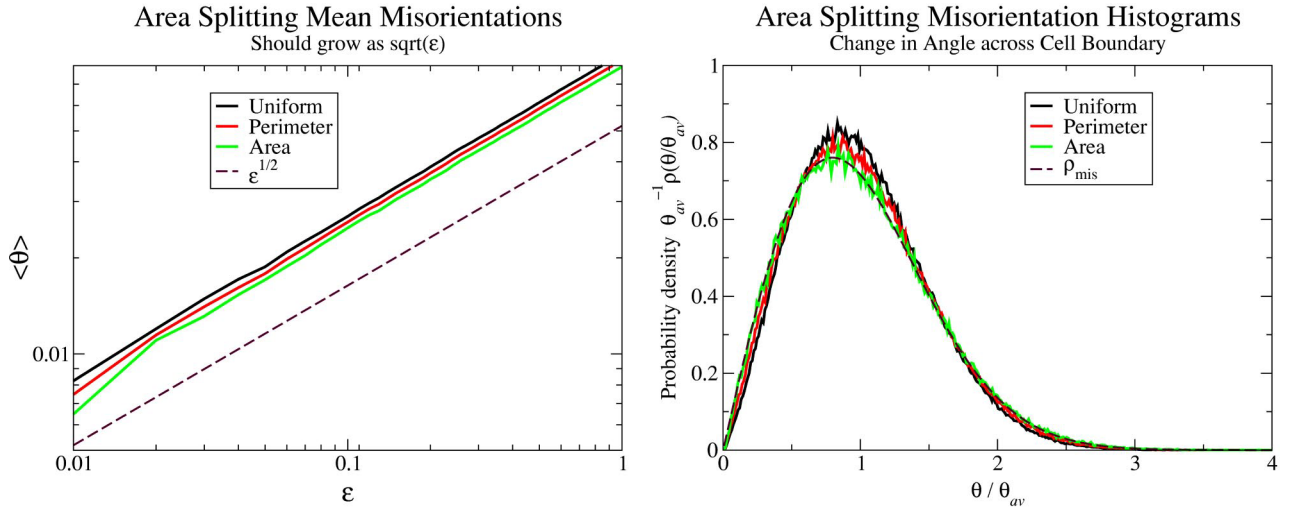 Area Splitting Mean Misorientations
Should grow as sqrt(ε)
Uniform
Perimeter
Area
ε^1/2
<θ>
0.01
0.01
0.1
1
ε
Area Splitting Misorientation Histograms
Change in Angle across Cell Boundary
Uniform
Perimeter
Area
ρ_mis
Probability density θ_av^-1 ρ(θ/θ_av)
1
0.8
0.6
0.4
0.2
0
0
1
2
3
4
θ / θ_av